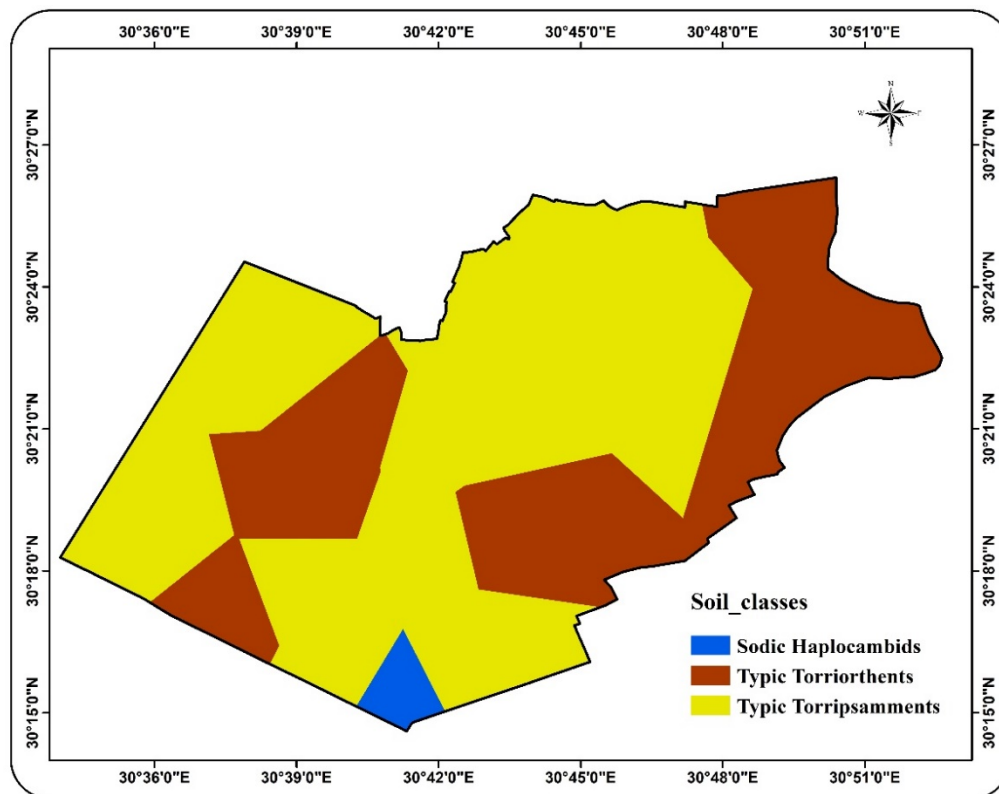 30°36'0"E 30°39'0"E 30°42'0"E 30°45'0"E 30°48'0"E 30°51'0"E
N
W E
S
30°27'0"N 30°27'0"N
30°24'0"N 30°24'0"N
30°21'0"N 30°21'0"N
30°18'0"N 30°18'0"N
Soil_classes
Sodic Haplocambids
Typic Torriorthents
Typic Torripsamments
30°15'0"N 30°15'0"N
30°36'0"E 30°39'0"E 30°42'0"E 30°45'0"E 30°48'0"E 30°51'0"E